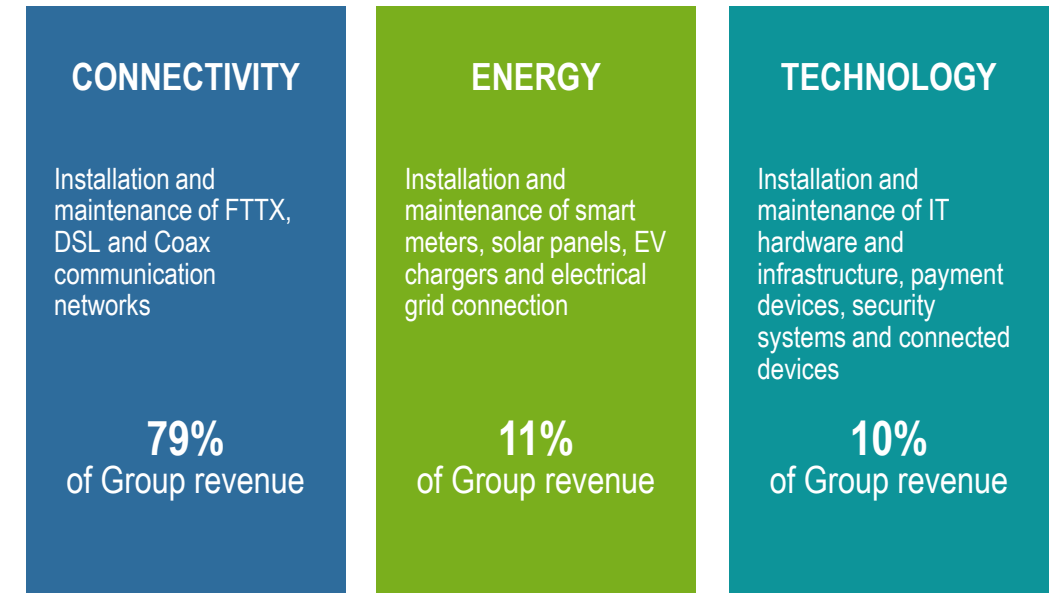 CONNECTIVITY
Installation and
maintenance of FTTX,
DSL and Coax
communication
networks
79%
of Group revenue
ENERGY
Installation and
maintenance of smart
meters, solar panels, EV
chargers and electrical
grid connection
11%
of Group revenue
TECHNOLOGY
Installation and
maintenance of IT
hardware and
infrastructure, payment
devices, security
systems and connected
devices
10%
of Group revenue